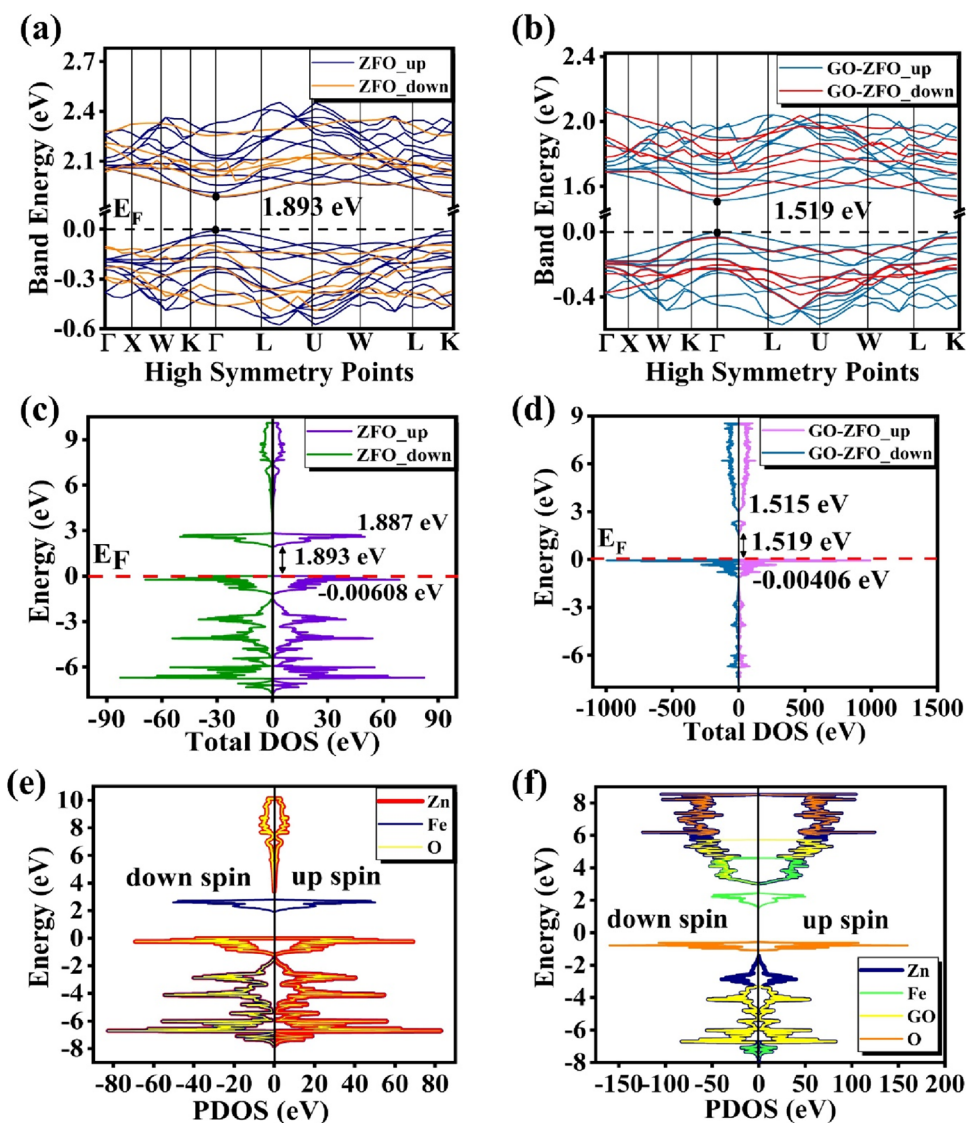 (a)
2.7
2.4
2.1
0.0
-0.3
-0.6
Band Energy (eV)
E_F
ZFO_up
ZFO_down
1.893 eV
Γ X W K Γ L U W L K
High Symmetry Points
(b)
2.4
2.0
1.6
0.0
-0.4
Band Energy (eV)
E_F
GO-ZFO_up
GO-ZFO_down
1.519 eV
Γ X W K Γ L U W L K
High Symmetry Points
(c)
9
6
3
0
-3
-6
Energy (eV)
E_F
ZFO_up
ZFO_down
1.887 eV
1.893 eV
-0.00608 eV
-90 -60 -30 0 30 60 90
Total DOS (eV)
(d)
9
6
3
0
-3
-6
Energy (eV)
E_F
GO-ZFO_up
GO-ZFO_down
1.515 eV
1.519 eV
-0.00406 eV
-1000 -500 0 500 1000 1500
Total DOS (eV)
(e)
10
8
6
4
2
0
-2
-4
-6
-8
Energy (eV)
Zn
Fe
O
down spin up spin
-80 -60 -40 -20 0 20 40 60 80
PDOS (eV)
(f)
8
6
4
2
0
-2
-4
-6
-8
Energy (eV)
down spin up spin
Zn
Fe
GO
O
-150 -100 -50 0 50 100 150 200
PDOS (eV)